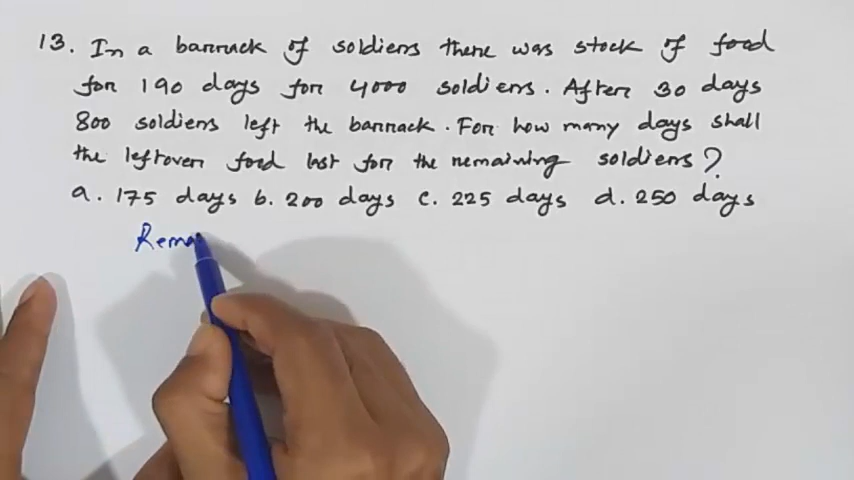 13. In a barrack of soldiers there was stock of food
for 190 days for 4000 soldiers. After 30 days
800 soldiers left the barrack. For how many days shall
the leftover food last for the remaining soldiers?
a. 175 days b. 200 days c. 225 days d. 250 days
Rema